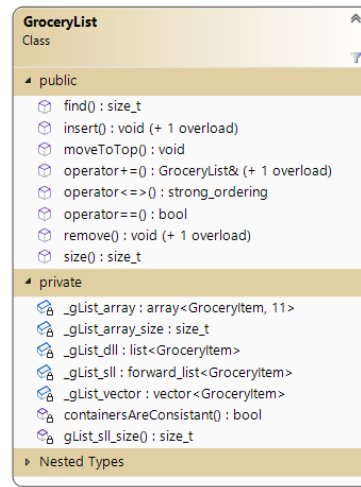 GroceryList
Class
public
find() : size_t
insert() : void (+ 1 overload)
moveToTop() : void
operator+=() : GroceryList& (+ 1 overload)
operator<=>() : strong_ordering
operator==() : bool
remove() : void (+ 1 overload)
size() : size_t
private
_gList_array : array<GroceryItem, 11>
_gList_array_size : size_t
_gList_dll : list<GroceryItem>
_gList_sll : forward_list<GroceryItem>
_gList_vector : vector<GroceryItem>
containersAreConsistant() : bool
gList_sll_size() : size_t
Nested Types